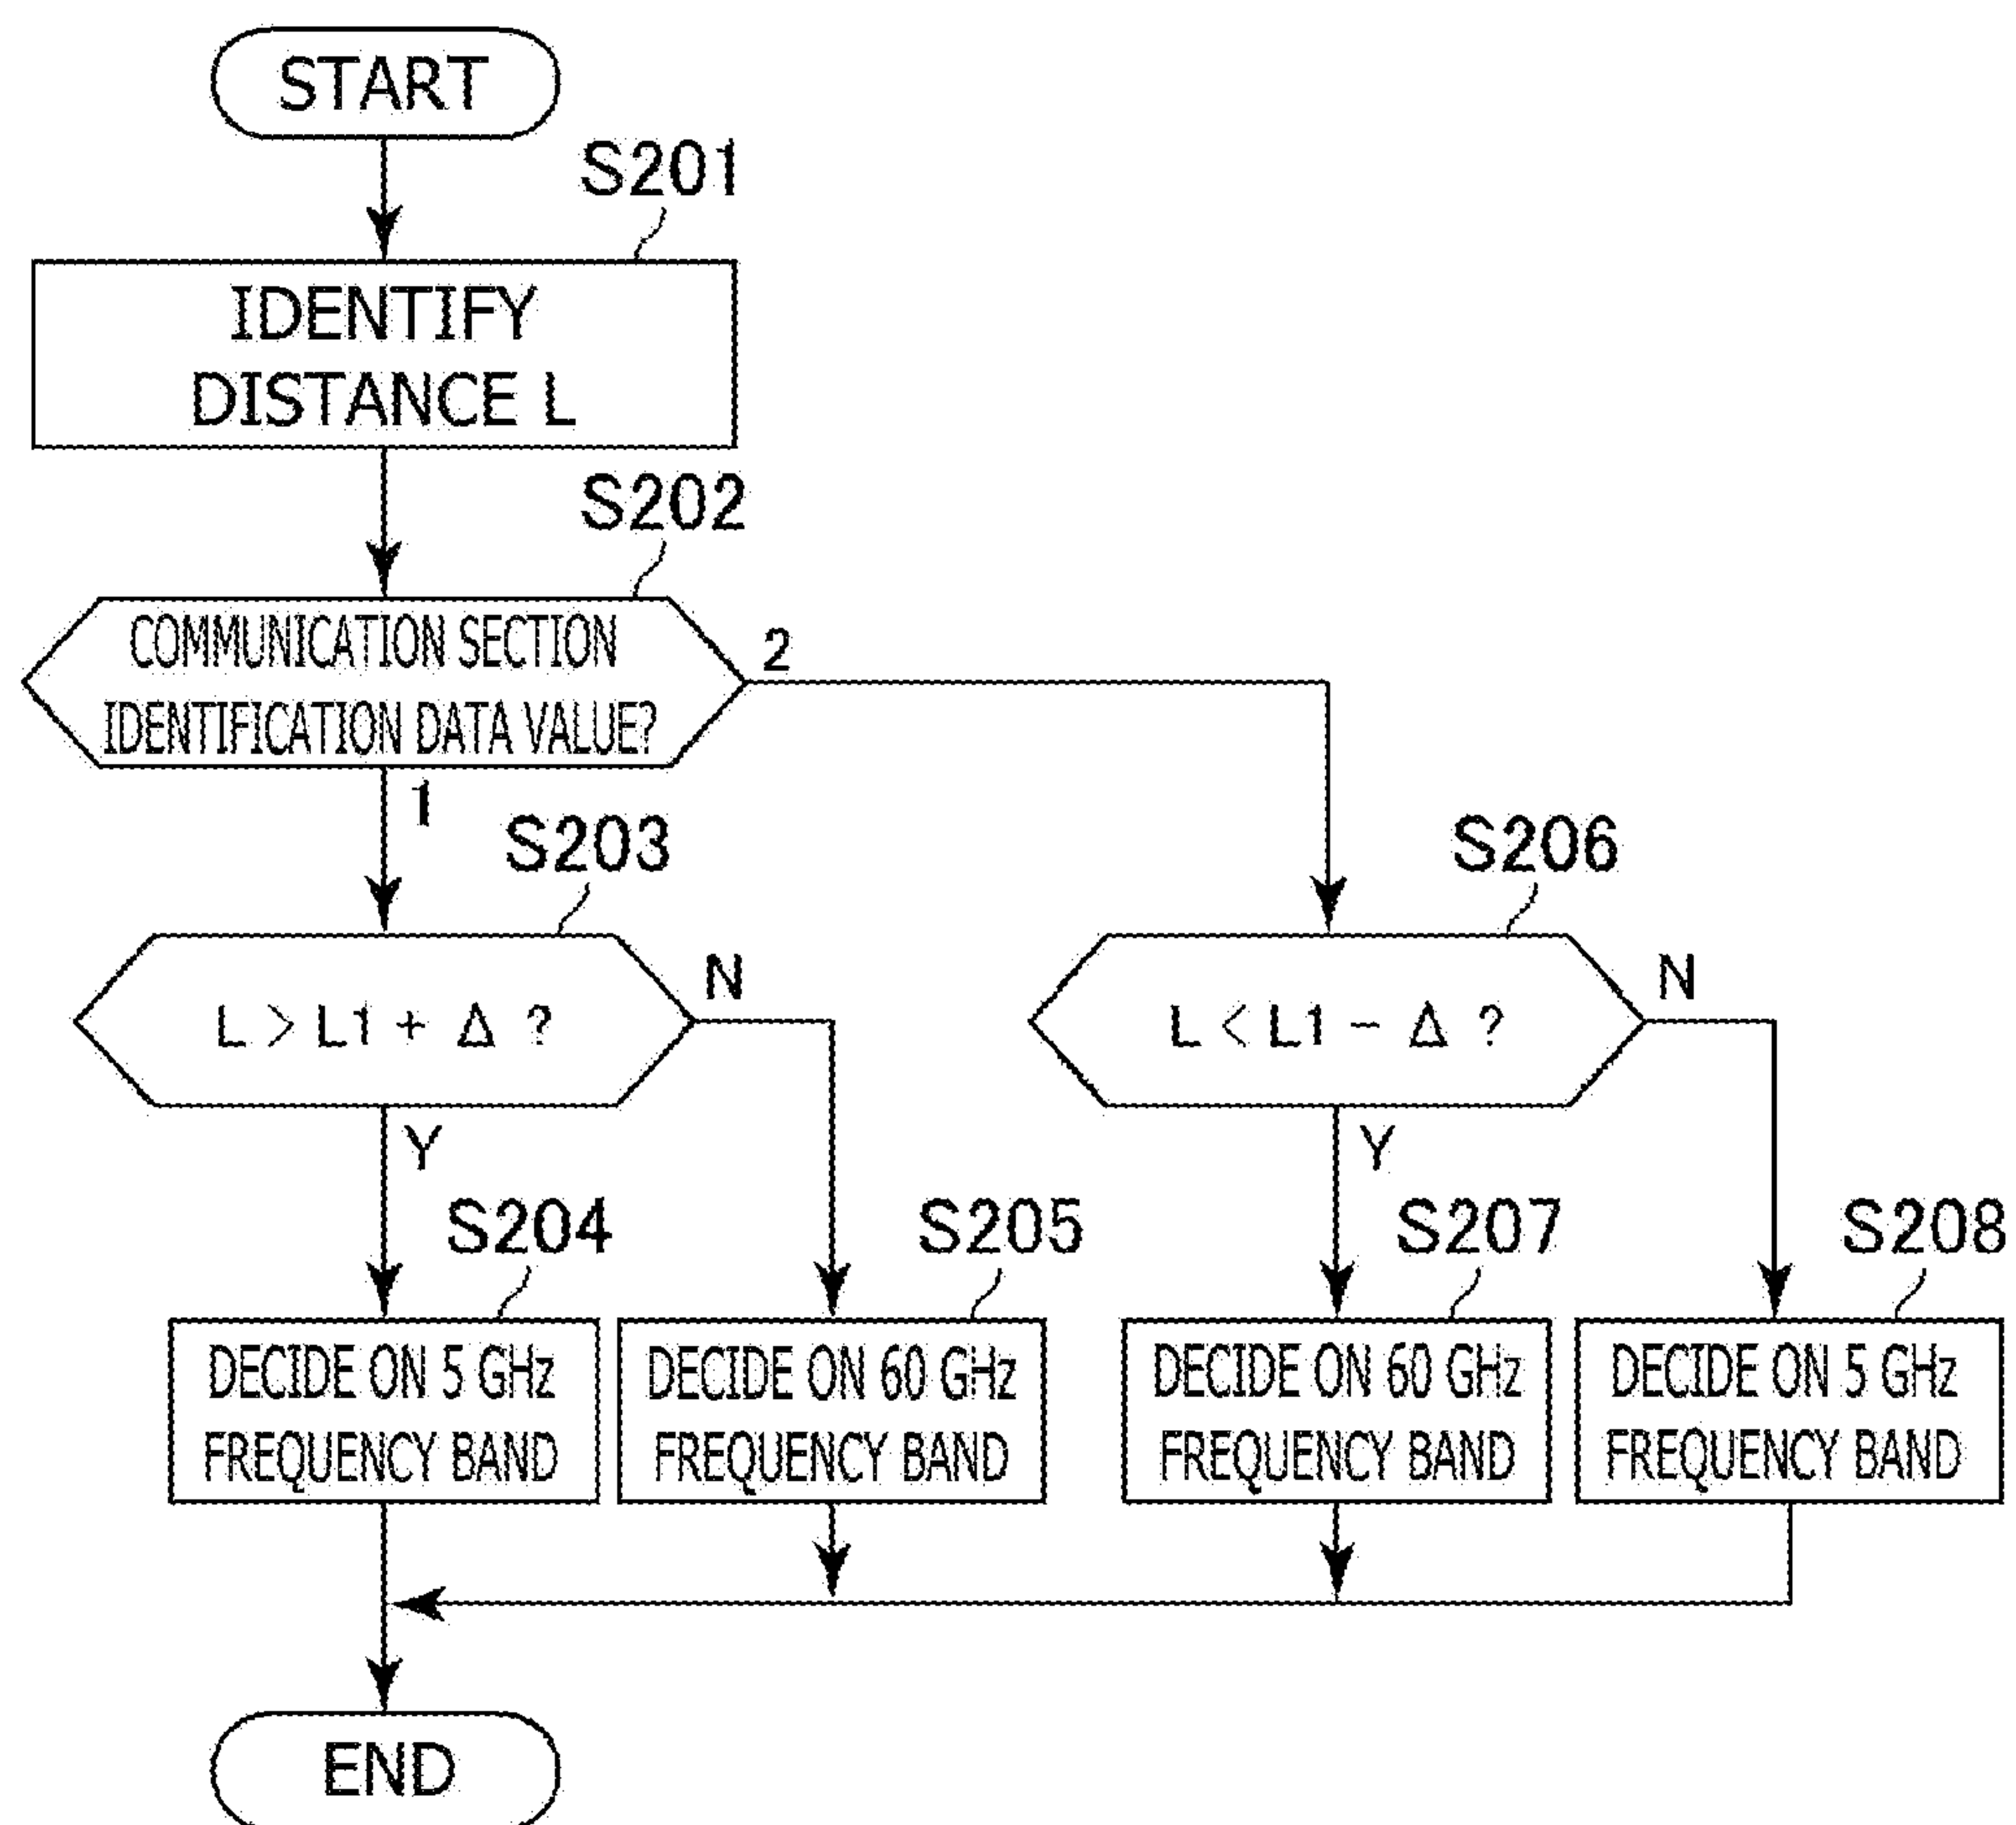 START
S201
IDENTIFY
DISTANCE L
S202
COMMUNICATION SECTION
IDENTIFICATION DATA VALUE?
2
1
S203
S206
L > L1 + Δ ?
N
L < L1 − Δ ?
N
Y
Y
S204
S205
S207
S208
DECIDE ON 5 GHz
FREQUENCY BAND
DECIDE ON 60 GHz
FREQUENCY BAND
DECIDE ON 60 GHz
FREQUENCY BAND
DECIDE ON 5 GHz
FREQUENCY BAND
END